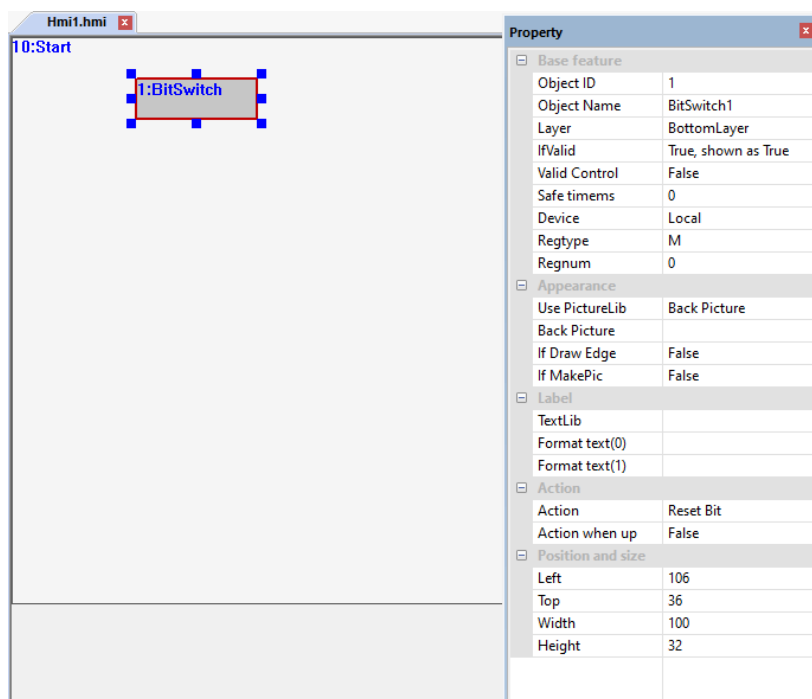 Hmi1.hmi
10:Start
1:BitSwitch
Property
Base feature
Object ID 1
Object Name BitSwitch1
Layer BottomLayer
IfValid True, shown as True
Valid Control False
Safe timems 0
Device Local
Regtype M
Regnum 0
Appearance
Use PictureLib Back Picture
Back Picture
If Draw Edge False
If MakePic False
Label
TextLib
Format text(0)
Format text(1)
Action
Action Reset Bit
Action when up False
Position and size
Left 106
Top 36
Width 100
Height 32